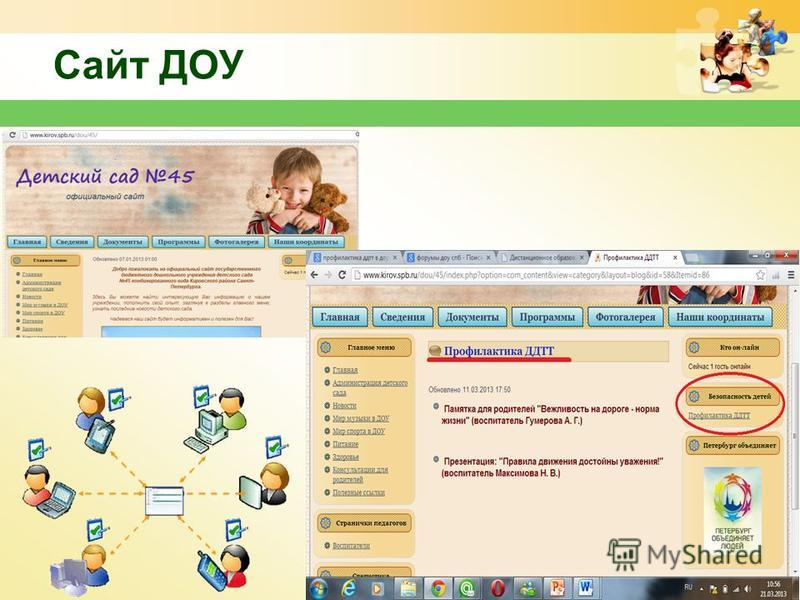 Сайт ДОУ
www.kirov.spb.ru/dou/45/
Детский сад №45
официальный сайт
Главная Сведения Документы Программы Фотогалерея Наши координаты
Главное меню
Главная
Администрация
детского сада
Новости
Мир музыки в ДОУ
Мир спорта в ДОУ
Питание
Здоровье
Обновлено 07.01.2013 01:00
Добро пожаловать на официальный сайт государственного
бюджетного дошкольного учреждения детского сада
№45 комбинированного вида Кировского района Санкт-
Петербурга.
Здесь Вы можете найти интересующую Вас информацию о нашем
учреждении, пополнить свой опыт, заглянув в разделы главного меню,
узнать последние новости детского сада.
Надеемся наш сайт будет информативен и полезен для Вас!
Сейчас 1 г
профилактика ддтт в доу
форумы доу спб - Поиск
Дистанционное образов
Профилактика ДДТТ
www.kirov.spb.ru/dou/45/index.php?option=com_content&view=category&layout=blog&id=58&Itemid=86
Главная Сведения Документы Программы Фотогалерея Наши координаты
Главное меню
Главная
Администрация детского
сада
Новости
Мир музыки в ДОУ
Мир спорта в ДОУ
Питание
Здоровье
Консультации для
родителей
Полезные ссылки
Странички педагогов
Воспитатели
Статистика
Профилактика ДДТТ
Обновлено 11.03.2013 17:50
Памятка для родителей "Вежливость на дороге - норма
жизни" (воспитатель Гумерова А. Г.)
Презентация: "Правила движения достойны уважения!"
(воспитатель Максимова Н. В.)
Кто он-лайн
Сейчас 1 гость онлайн
Безопасность детей
Профилактика ДДТТ
Петербург объединяет
ПЕТЕРБУРГ
ОБЪЕДИНЯЕТ
ЛЮДЕЙ
MyShared
RU
10:56
21.03.2013